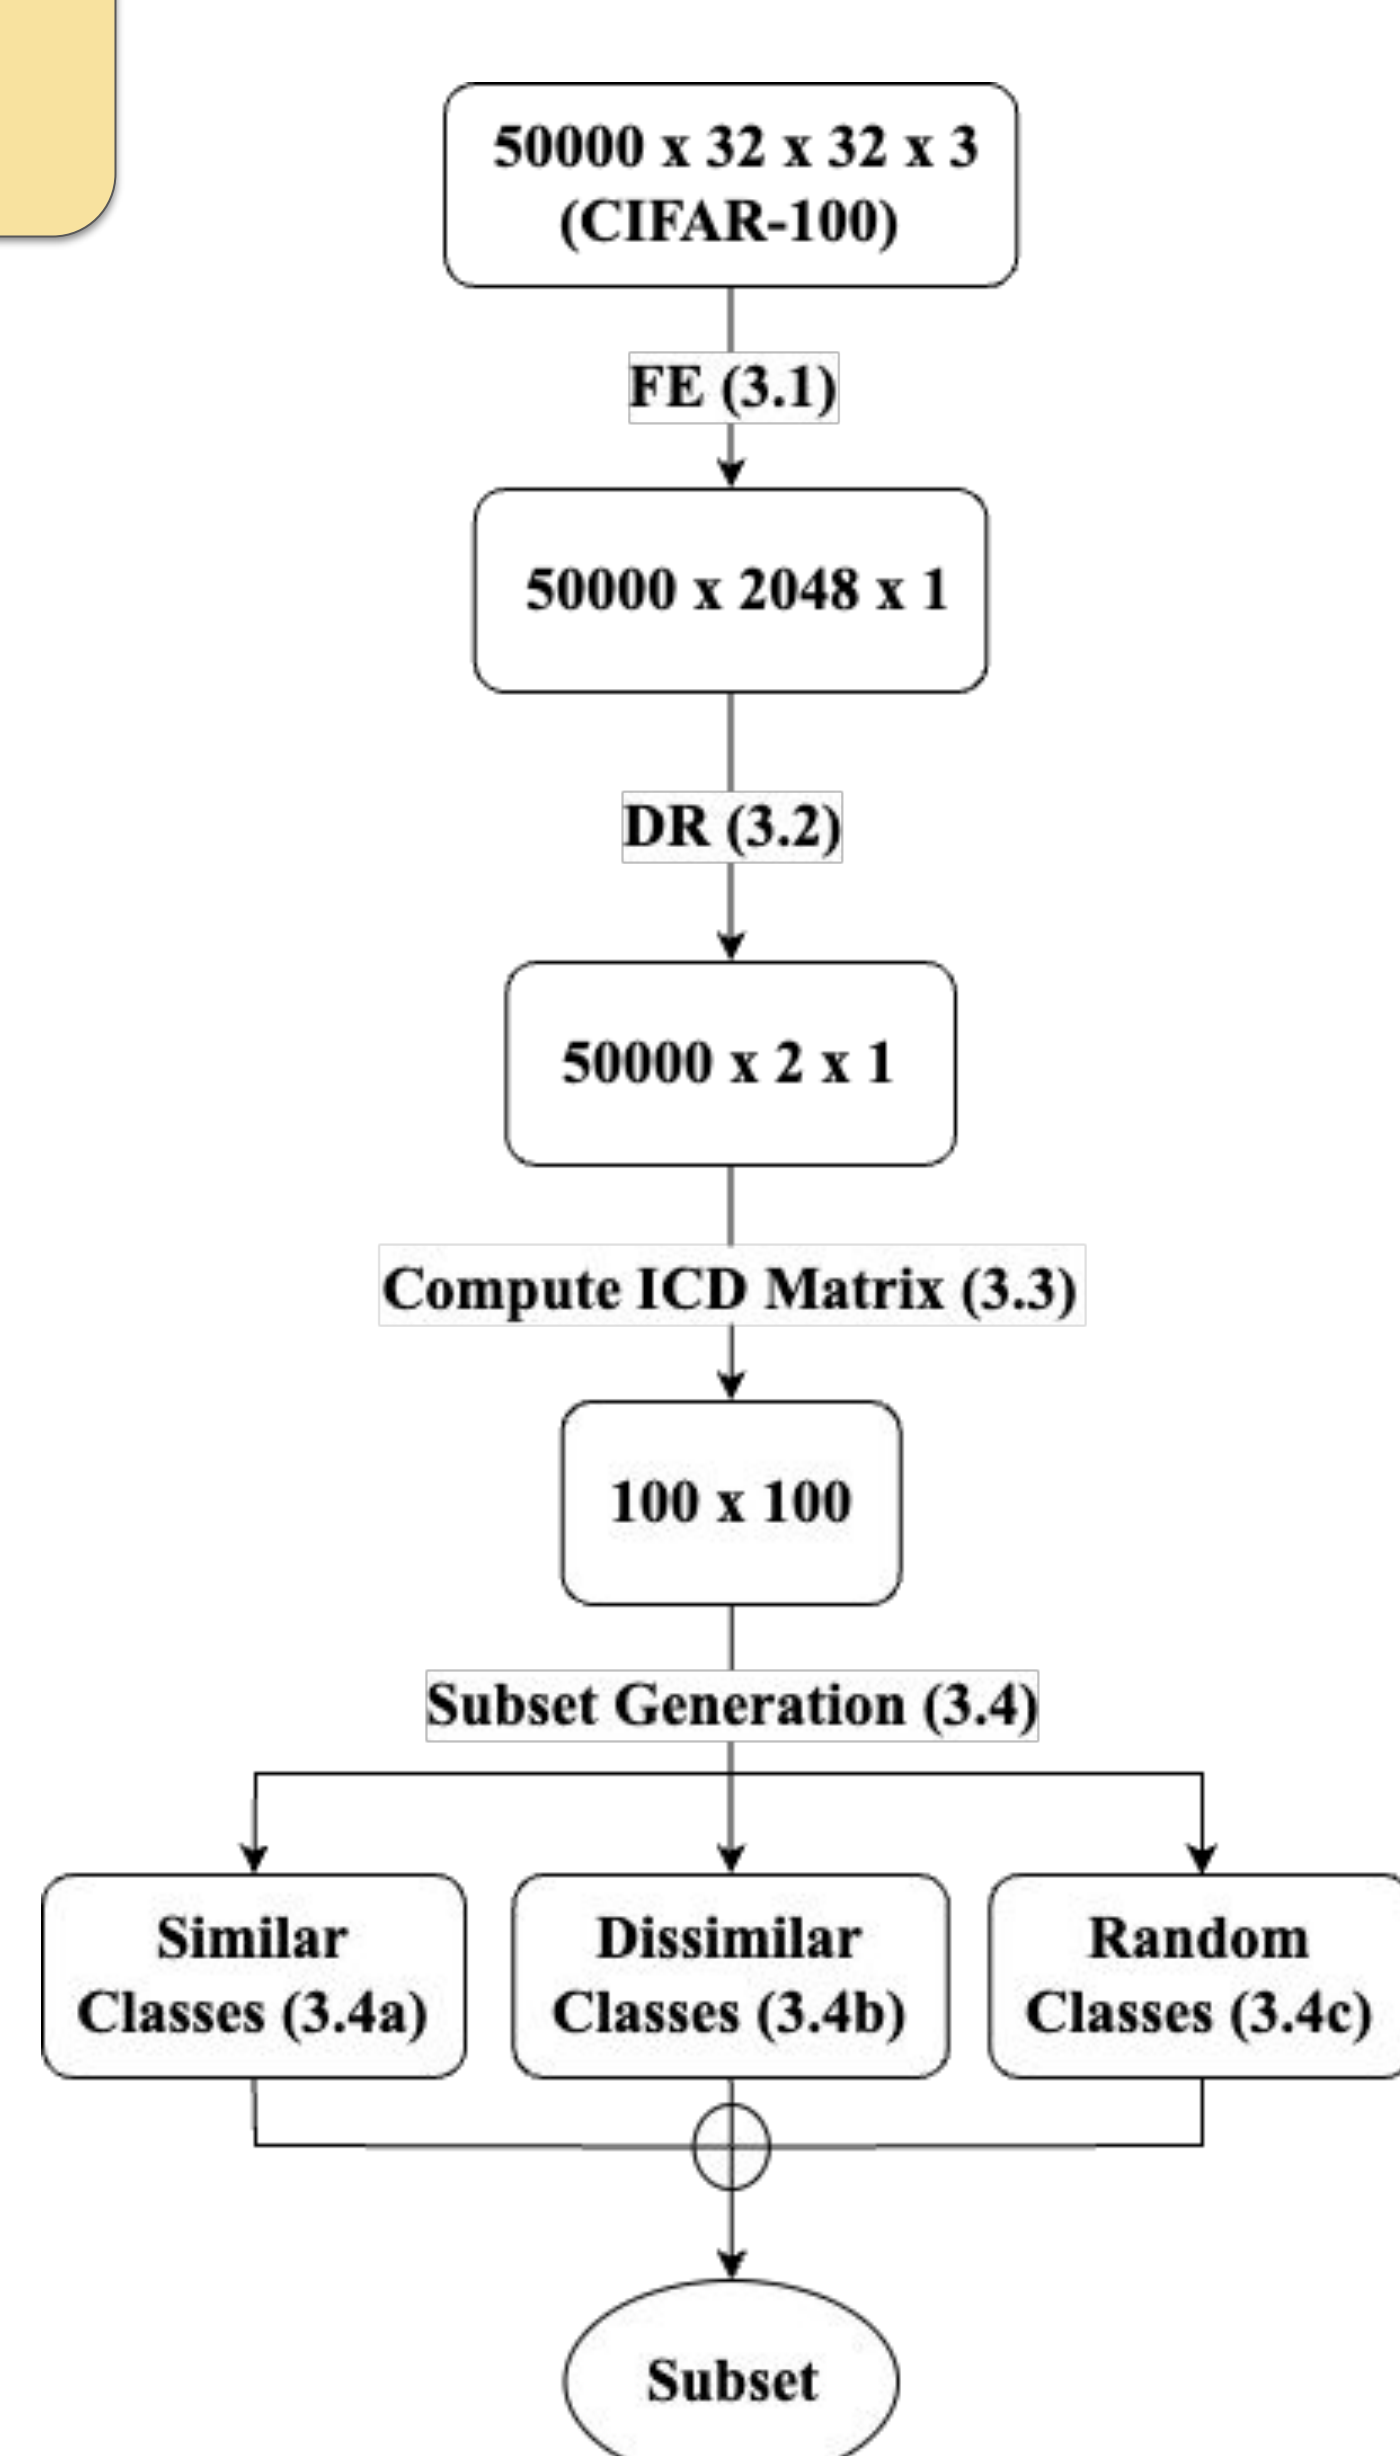 50000 x 32 x 32 x 3
(CIFAR-100)
FE (3.1)
50000 x 2048 x 1
DR (3.2)
50000 x 2 x 1
Compute ICD Matrix (3.3)
100 x 100
Subset Generation (3.4)
Similar
Classes (3.4a)
Dissimilar
Classes (3.4b)
Random
Classes (3.4c)
Subset